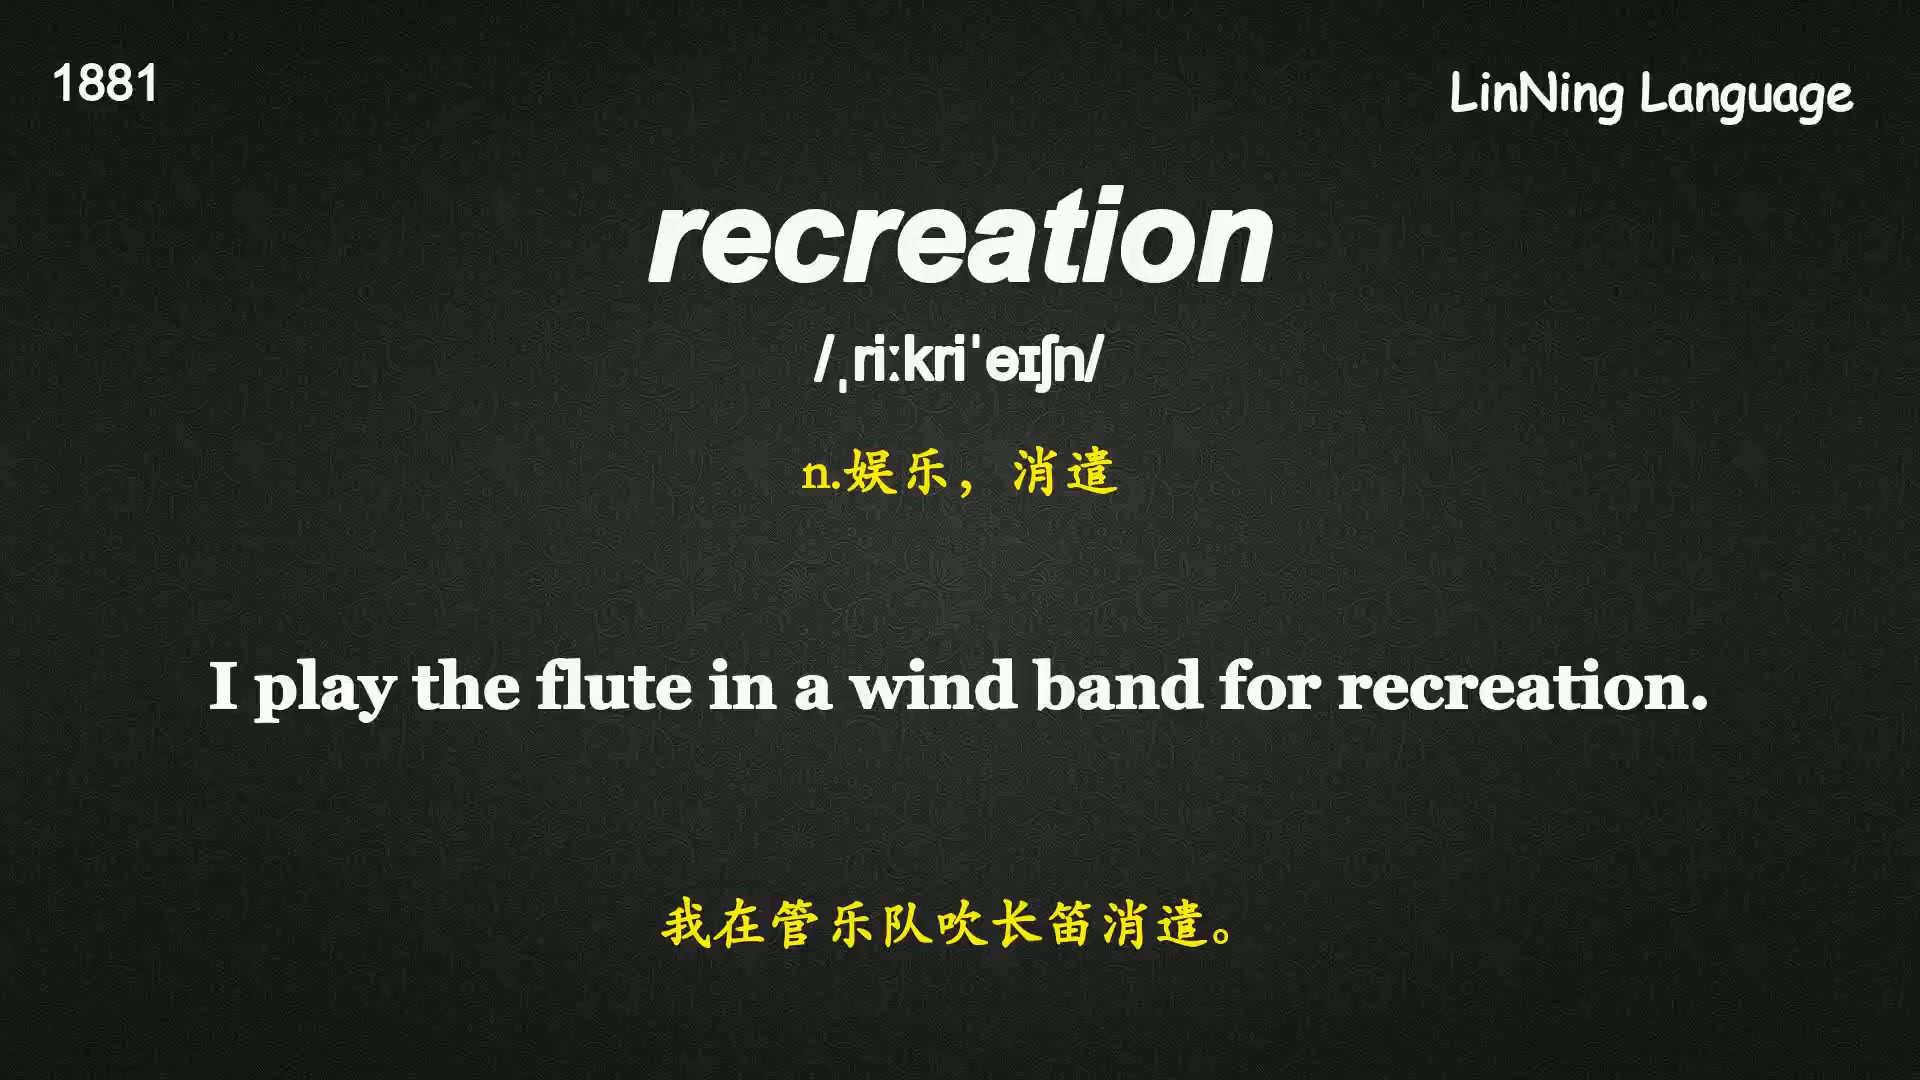 1881
LinNing Language
recreation
/ˌriːkriˈɵɪʃn/
n.娱乐，消遣
I play the flute in a wind band for recreation.
我在管乐队吹长笛消遣。